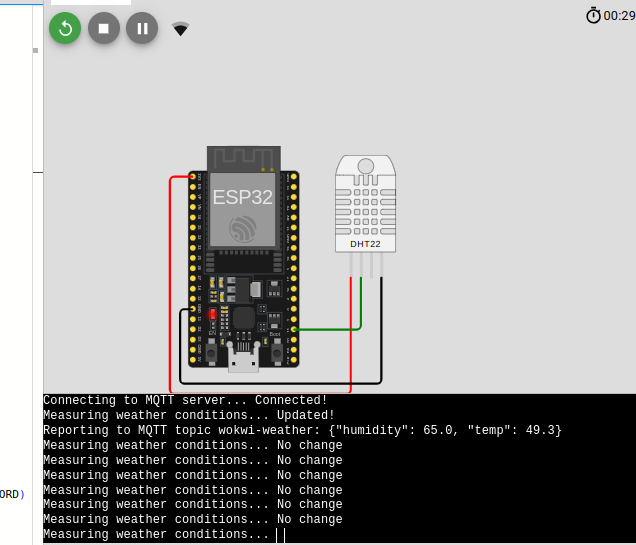 00:29
ESP32
DHT22
EN
Boot
Connecting to MQTT server... Connected!
Measuring weather conditions... Updated!
Reporting to MQTT topic wokwi-weather: {"humidity": 65.0, "temp": 49.3}
Measuring weather conditions... No change
Measuring weather conditions... No change
Measuring weather conditions... No change
Measuring weather conditions... No change
Measuring weather conditions... No change
Measuring weather conditions... No change
Measuring weather conditions...
ORD)